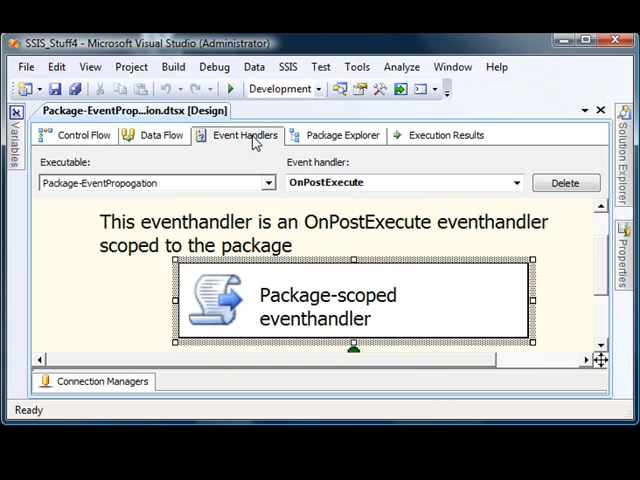 SSIS_Stuff4 - Microsoft Visual Studio (Administrator)
File Edit View Project Build Debug Data SSIS Test Tools Analyze Window Help
Development
Package-EventProp...ion.dtsx [Design]
Control Flow Data Flow Event Handlers Package Explorer Execution Results
Executable: Event handler:
Package-EventPropogation OnPostExecute Delete
This eventhandler is an OnPostExecute eventhandler
scoped to the package
Package-scoped
eventhandler
Connection Managers
Ready
Variables
Solution Explorer
Properties